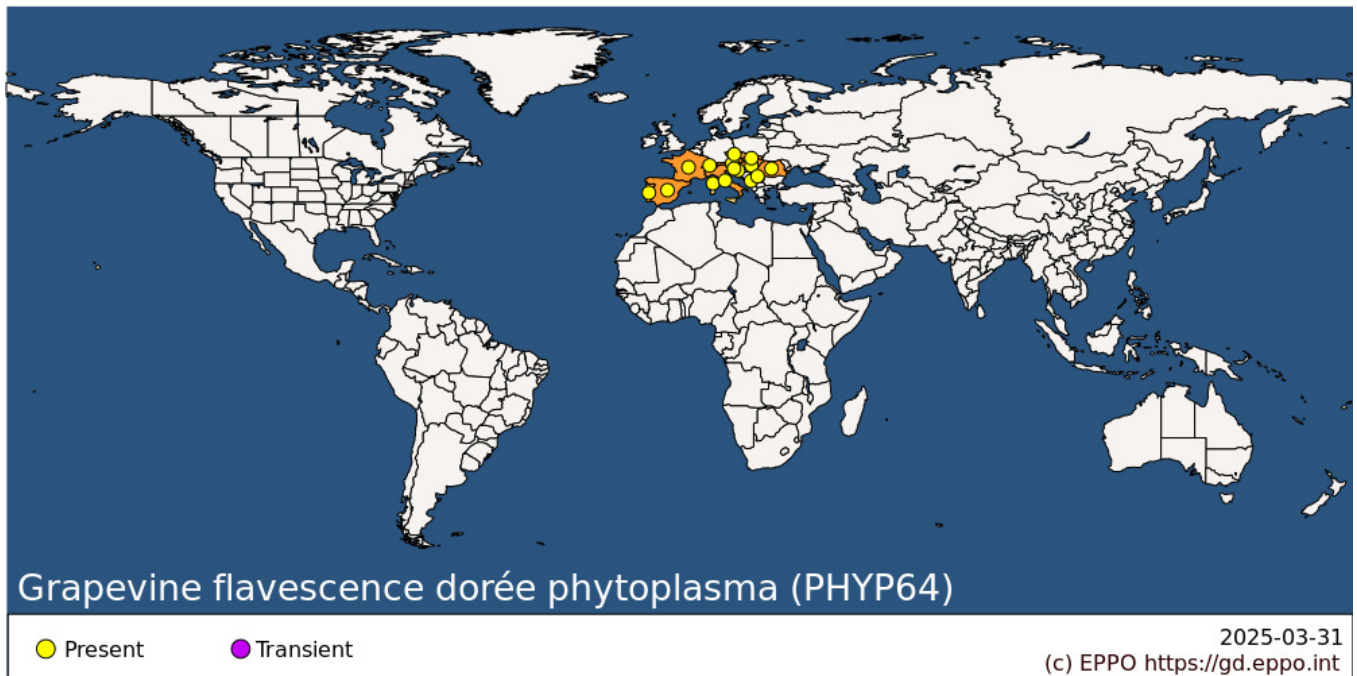 Grapevine flavescence dorée phytoplasma (PHYP64)
Present
Transient
2025-03-31
(c) EPPO https://gd.eppo.int